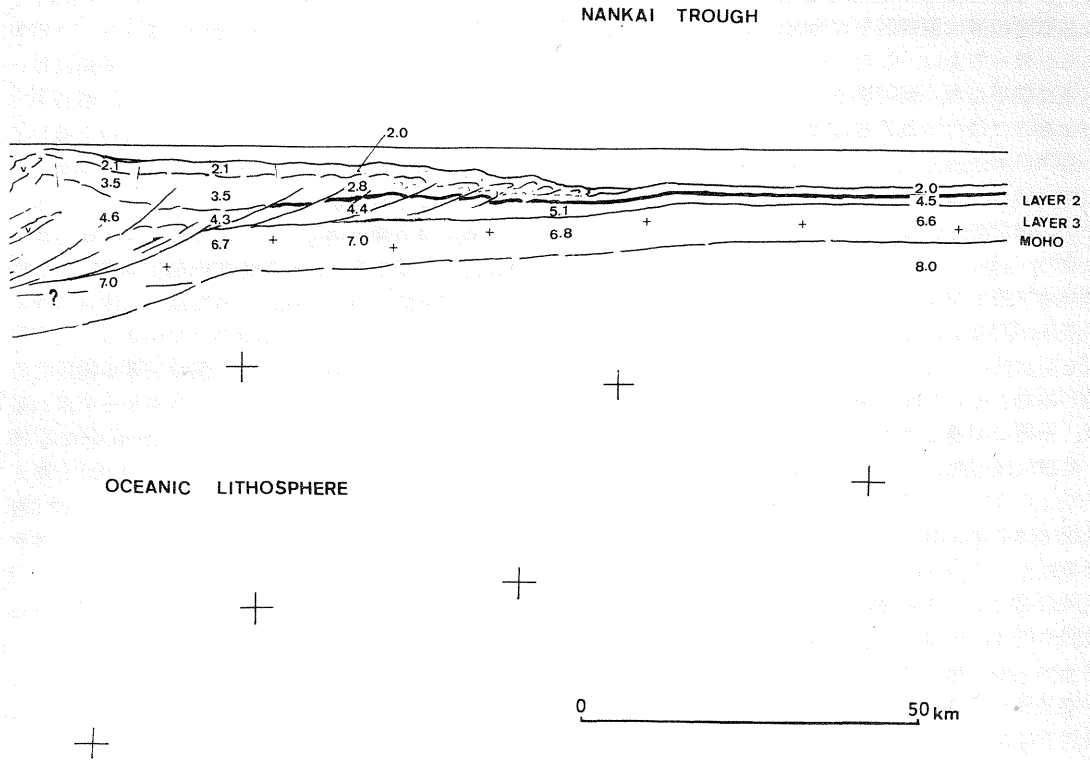 NANKAI TROUGH
2.0
2.1 2.1
3.5 3.5 2.8 2.0
4.6 4.3 4.4 5.1 4.5 LAYER 2
6.7 7.0 6.8 6.6 LAYER 3
MOHO
7.0 8.0
?
OCEANIC LITHOSPHERE
0 50 km